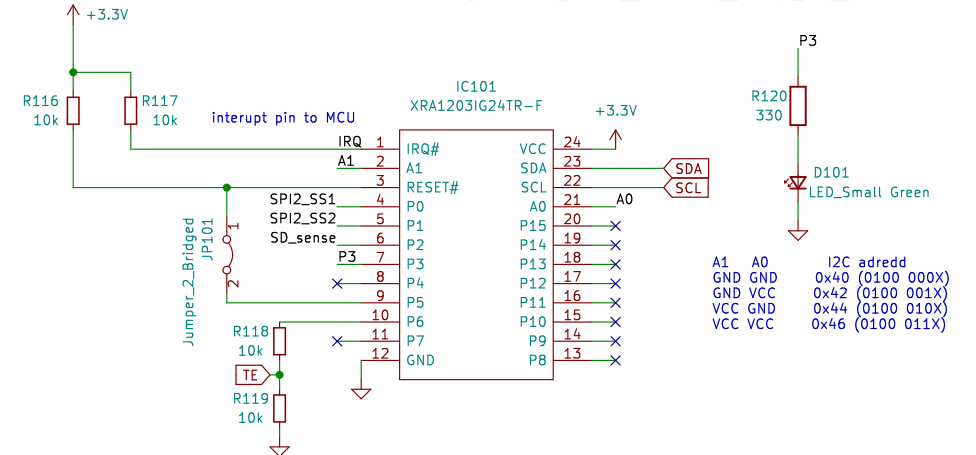 +3.3V
R116
10k
R117
10k
interupt pin to MCU
IC101
XRA1203IG24TR-F
+3.3V
IRQ 1 IRQ#
A1 2 A1
3 RESET#
SPI2_SS1 4 P0
SPI2_SS2 5 P1
SD_sense 6 P2
P3 7 P3
8 P4
9 P5
10 P6
11 P7
12 GND
VCC 24
SDA 23 SDA
SCL 22 SCL
A0 21 A0
P15 20
P14 19
P13 18
P12 17
P11 16
P10 15
P9 14
P8 13
Jumper_2_Bridged
JP101
1
2
R118
10k
TE
R119
10k
P3
R120
330
D101
LED_Small Green
A1 A0 I2C adredd
GND GND 0x40 (0100 000X)
GND VCC 0x42 (0100 001X)
VCC GND 0x44 (0100 010X)
VCC VCC 0x46 (0100 011X)